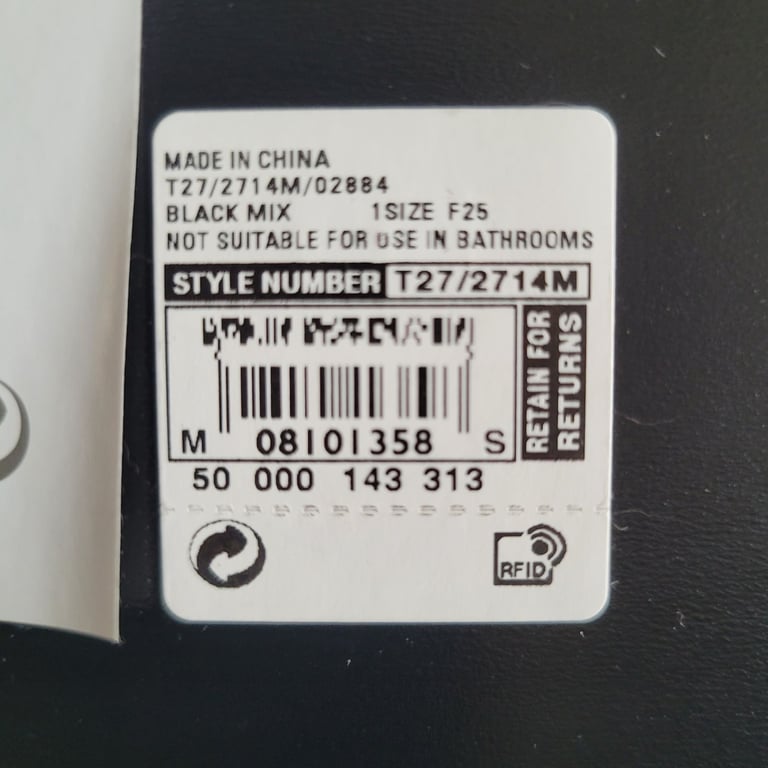 MADE IN CHINA
T27/2714M/02884
BLACK MIX 1SIZE F25
NOT SUITABLE FOR USE IN BATHROOMS
STYLE NUMBER T27/2714M
RETAIN FOR
RETURNS
M 08101358 S
50 000 143 313
RFID